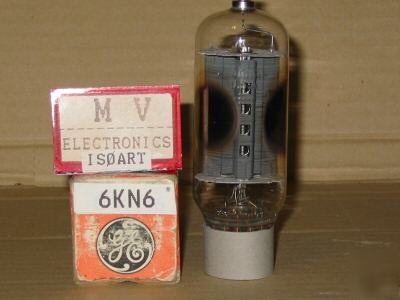 M V
ELECTRONICS
ISØART
6KN6
GE